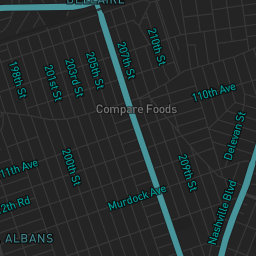 BELLAIRE
210th St
207th St
205th St
203rd St
201st St
198th St
110th Ave
Compare Foods
Delevan St
200th St
209th St
11th Ave
Murdock Ave
2th Rd
Nashville Blvd
ALBANS